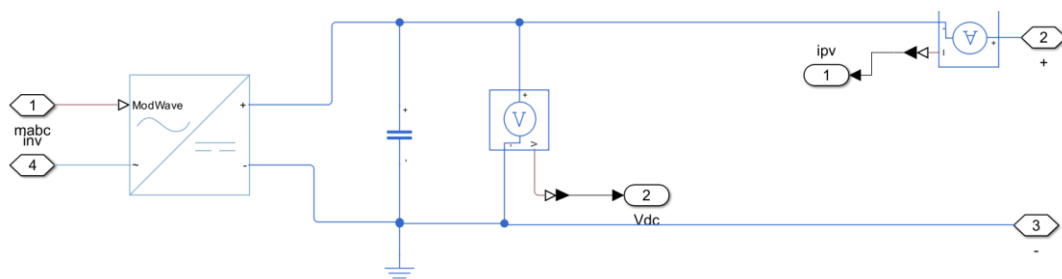 ipv
1
2
+
A
-
+
I
1
mabc
inv
4
ModWave
~
+
-
+
-
+
V
-
V
2
Vdc
3
-